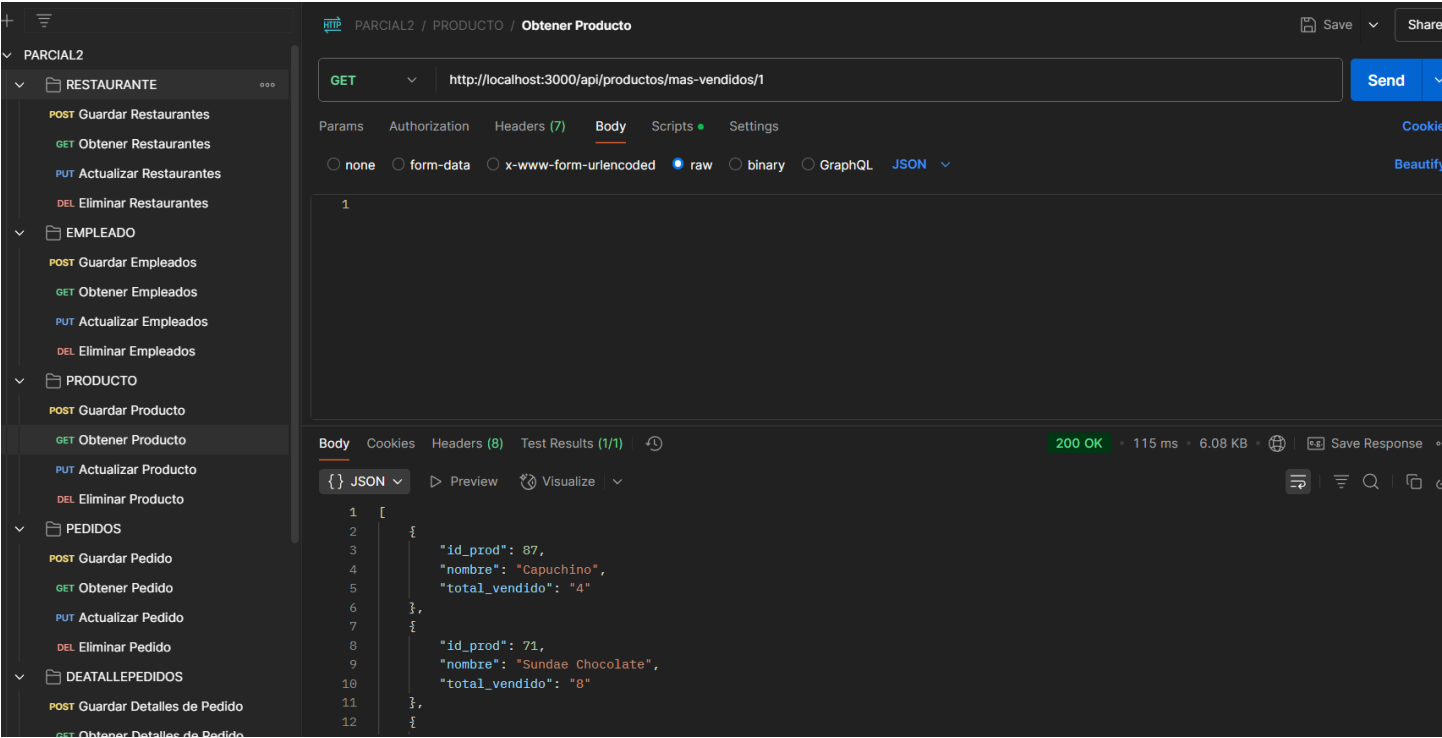 PARCIAL2
RESTAURANTE
POST Guardar Restaurantes
GET Obtener Restaurantes
PUT Actualizar Restaurantes
DEL Eliminar Restaurantes
EMPLEADO
POST Guardar Empleados
GET Obtener Empleados
PUT Actualizar Empleados
DEL Eliminar Empleados
PRODUCTO
POST Guardar Producto
GET Obtener Producto
PUT Actualizar Producto
DEL Eliminar Producto
PEDIDOS
POST Guardar Pedido
GET Obtener Pedido
PUT Actualizar Pedido
DEL Eliminar Pedido
DEATALLEPEDIDOS
POST Guardar Detalles de Pedido
GET Obtener Detalles de Pedido
HTTP PARCIAL2 / PRODUCTO / Obtener Producto Save Share
GET http://localhost:3000/api/productos/mas-vendidos/1 Send
Params Authorization Headers (7) Body Scripts Settings Cookie
none form-data x-www-form-urlencoded raw binary GraphQL JSON Beautify
1
Body Cookies Headers (8) Test Results (1/1) 200 OK 115 ms 6.08 KB e.g. Save Response
{} JSON Preview Visualize
1 [
2 {
3 "id_prod": 87,
4 "nombre": "Capuchino",
5 "total_vendido": "4"
6 },
7 {
8 "id_prod": 71,
9 "nombre": "Sundae Chocolate",
10 "total_vendido": "8"
11 },
12 {